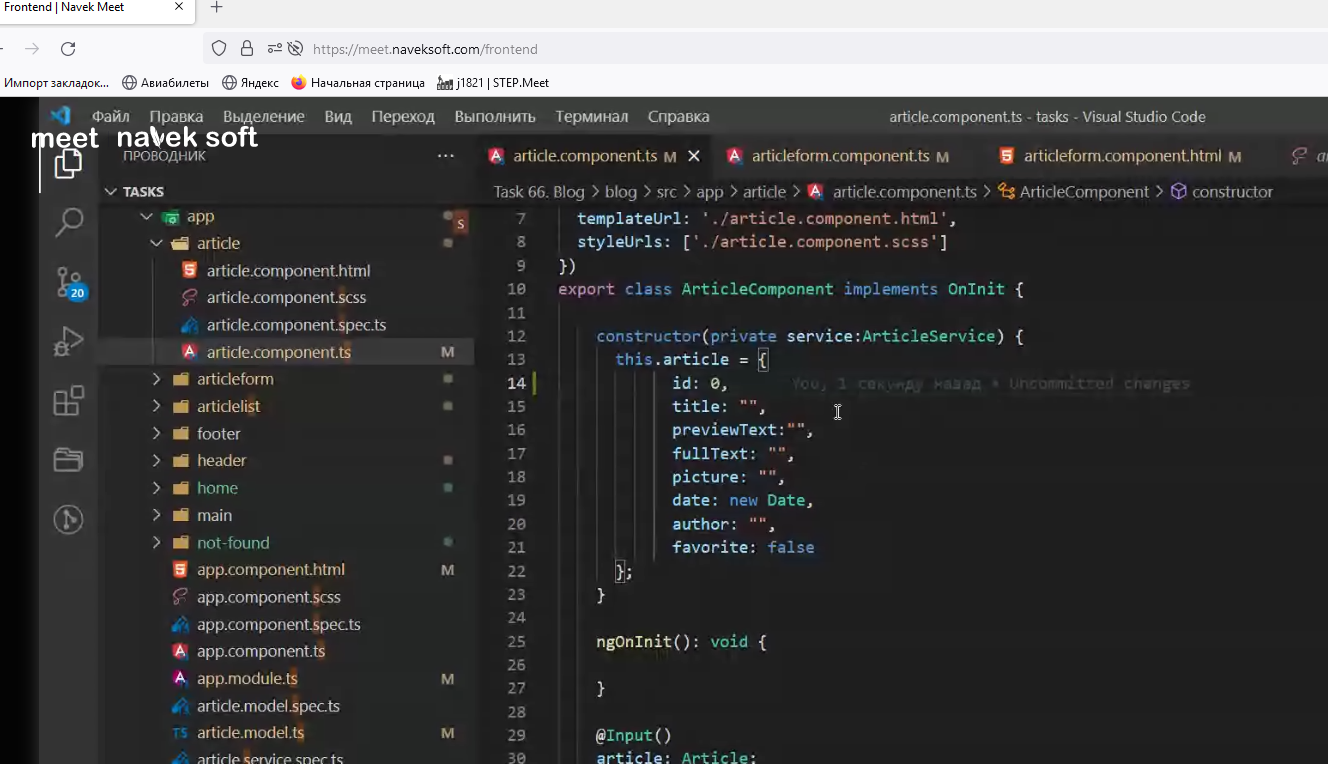 Frontend | Navek Meet
https://meet.naveksoft.com/frontend
Импорт закладок...
Авиабилеты
Яндекс
Начальная страница
j1821 | STEP.Meet
Файл Правка Выделение Вид Переход Выполнить Терминал Справка
article.component.ts - tasks - Visual Studio Code
meet navek soft
ПРОВОДНИК
TASKS
app
S
article
article.component.html
article.component.scss
article.component.spec.ts
article.component.ts M
articleform
articlelist
footer
header
home
main
not-found
app.component.html M
app.component.scss
app.component.spec.ts
app.component.ts
app.module.ts M
article.model.spec.ts
TS article.model.ts M
article.service.spec.ts
20
article.component.ts M
articleform.component.ts M
articleform.component.html M
Task 66. Blog > blog > src > app > article > article.component.ts > ArticleComponent > constructor
7 templateUrl: './article.component.html',
8 styleUrls: ['./article.component.scss']
9 })
10 export class ArticleComponent implements OnInit {
11
12 constructor(private service:ArticleService) {
13 this.article = {
14 id: 0, You, 1 секунду назад • Uncommitted changes
15 title: "",
16 previewText:"",
17 fullText: "",
18 picture: "",
19 date: new Date,
20 author: "",
21 favorite: false
22 };
23 }
24
25 ngOnInit(): void {
26
27 }
28
29 @Input()
30 article: Article;